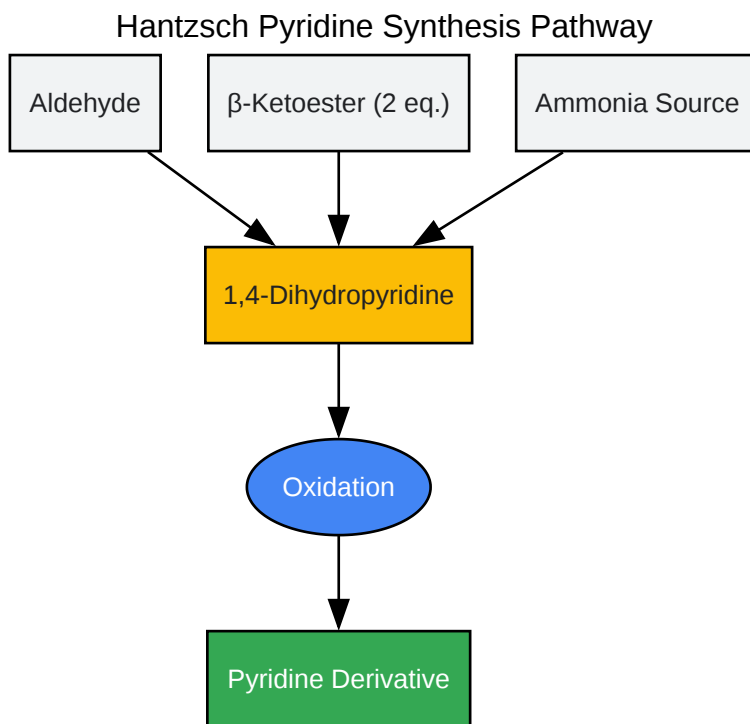 Hantzsch Pyridine Synthesis Pathway
Aldehyde
β-Ketoester (2 eq.)
Ammonia Source
1,4-Dihydropyridine
Oxidation
Pyridine Derivative